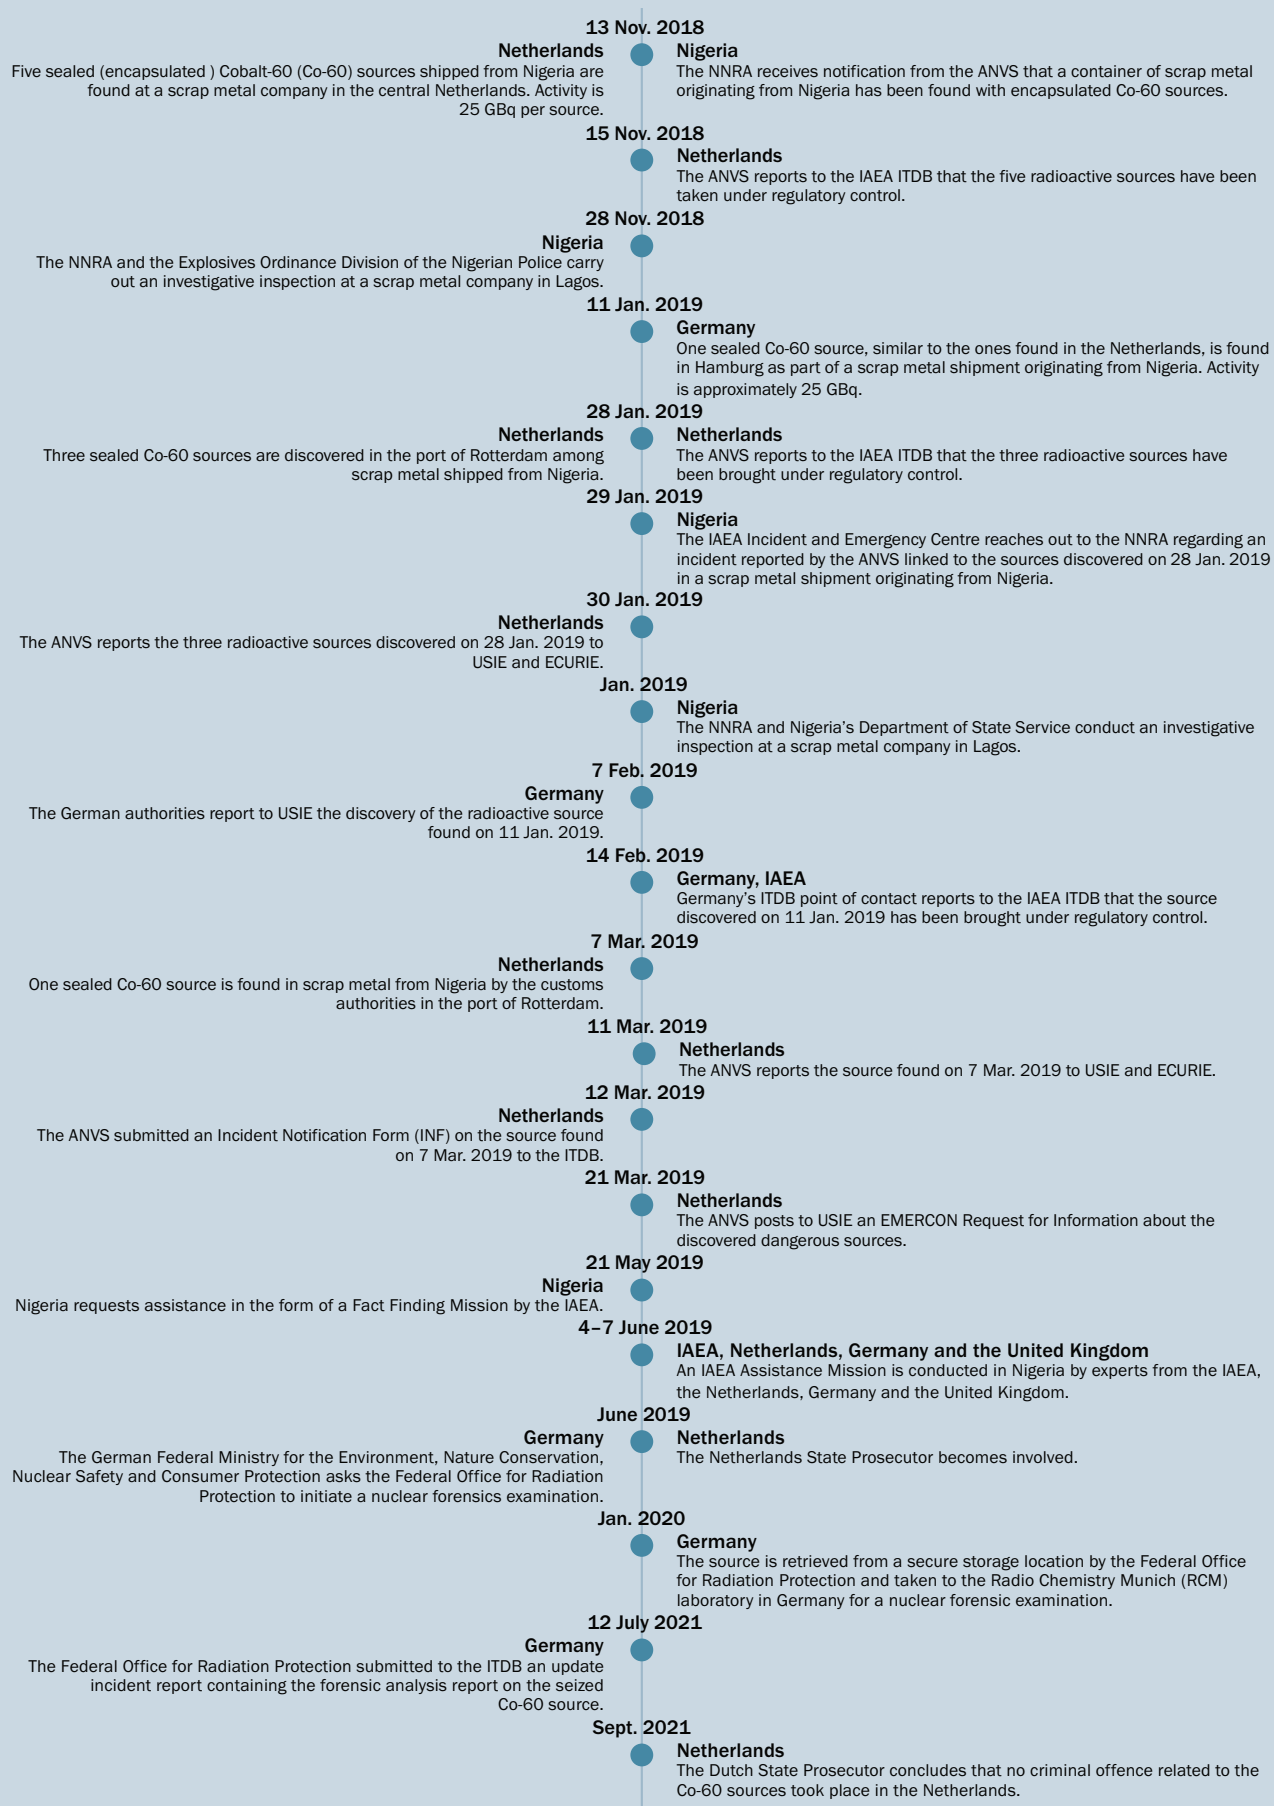 13 Nov. 2018
Netherlands
Five sealed (encapsulated ) Cobalt-60 (Co-60) sources shipped from Nigeria are
found at a scrap metal company in the central Netherlands. Activity is
25 GBq per source.
Nigeria
The NNRA receives notification from the ANVS that a container of scrap metal
originating from Nigeria has been found with encapsulated Co-60 sources.
15 Nov. 2018
Netherlands
The ANVS reports to the IAEA ITDB that the five radioactive sources have been
taken under regulatory control.
28 Nov. 2018
Nigeria
The NNRA and the Explosives Ordinance Division of the Nigerian Police carry
out an investigative inspection at a scrap metal company in Lagos.
11 Jan. 2019
Germany
One sealed Co-60 source, similar to the ones found in the Netherlands, is found
in Hamburg as part of a scrap metal shipment originating from Nigeria. Activity
is approximately 25 GBq.
28 Jan. 2019
Netherlands
Three sealed Co-60 sources are discovered in the port of Rotterdam among
scrap metal shipped from Nigeria.
Netherlands
The ANVS reports to the IAEA ITDB that the three radioactive sources have
been brought under regulatory control.
29 Jan. 2019
Nigeria
The IAEA Incident and Emergency Centre reaches out to the NNRA regarding an
incident reported by the ANVS linked to the sources discovered on 28 Jan. 2019
in a scrap metal shipment originating from Nigeria.
30 Jan. 2019
Netherlands
The ANVS reports the three radioactive sources discovered on 28 Jan. 2019 to
USIE and ECURIE.
Jan. 2019
Nigeria
The NNRA and Nigeria's Department of State Service conduct an investigative
inspection at a scrap metal company in Lagos.
7 Feb. 2019
Germany
The German authorities report to USIE the discovery of the radioactive source
found on 11 Jan. 2019.
14 Feb. 2019
Germany, IAEA
Germany's ITDB point of contact reports to the IAEA ITDB that the source
discovered on 11 Jan. 2019 has been brought under regulatory control.
7 Mar. 2019
Netherlands
One sealed Co-60 source is found in scrap metal from Nigeria by the customs
authorities in the port of Rotterdam.
11 Mar. 2019
Netherlands
The ANVS reports the source found on 7 Mar. 2019 to USIE and ECURIE.
12 Mar. 2019
Netherlands
The ANVS submitted an Incident Notification Form (INF) on the source found
on 7 Mar. 2019 to the ITDB.
21 Mar. 2019
Netherlands
The ANVS posts to USIE an EMERCON Request for Information about the
discovered dangerous sources.
21 May 2019
Nigeria
Nigeria requests assistance in the form of a Fact Finding Mission by the IAEA.
4–7 June 2019
IAEA, Netherlands, Germany and the United Kingdom
An IAEA Assistance Mission is conducted in Nigeria by experts from the IAEA,
the Netherlands, Germany and the United Kingdom.
June 2019
Germany
The German Federal Ministry for the Environment, Nature Conservation,
Nuclear Safety and Consumer Protection asks the Federal Office for Radiation
Protection to initiate a nuclear forensics examination.
Netherlands
The Netherlands State Prosecutor becomes involved.
Jan. 2020
Germany
The source is retrieved from a secure storage location by the Federal Office
for Radiation Protection and taken to the Radio Chemistry Munich (RCM)
laboratory in Germany for a nuclear forensic examination.
12 July 2021
Germany
The Federal Office for Radiation Protection submitted to the ITDB an update
incident report containing the forensic analysis report on the seized
Co-60 source.
Sept. 2021
Netherlands
The Dutch State Prosecutor concludes that no criminal offence related to the
Co-60 sources took place in the Netherlands.